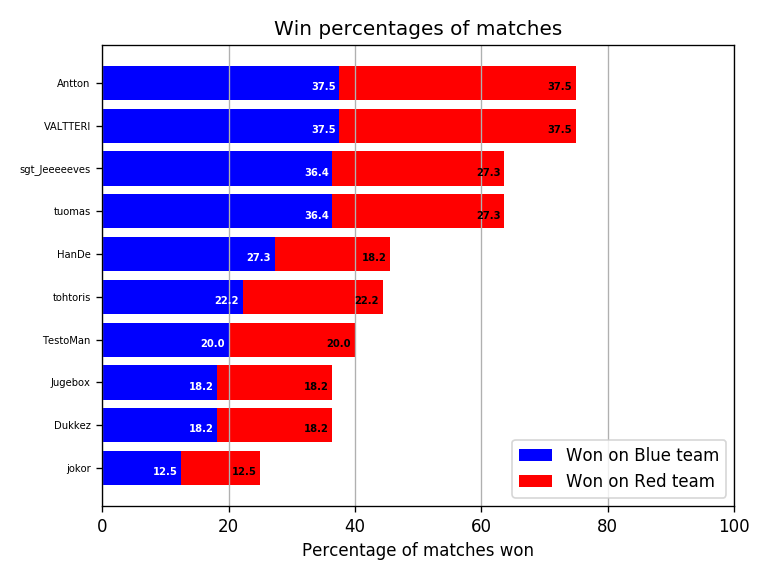 Win percentages of matches
Antton 37.5 37.5
VALTTERI 37.5 37.5
sgt_Jeeeeeves 36.4 27.3
tuomas 36.4 27.3
HanDe 27.3 18.2
tohtoris 22.2 22.2
TestoMan 20.0 20.0
Jugebox 18.2 18.2
Dukkez 18.2 18.2
jokor 12.5 12.5
Won on Blue team
Won on Red team
0 20 40 60 80 100
Percentage of matches won